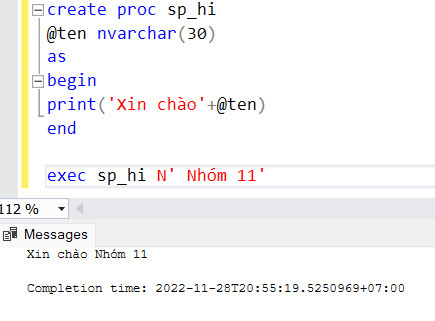 create proc sp_hi
@ten nvarchar(30)
as
begin
print('Xin chào'+@ten)
end
exec sp_hi N' Nhóm 11'
112 %
Messages
Xin chào Nhóm 11
Completion time: 2022-11-28T20:55:19.5250969+07:00